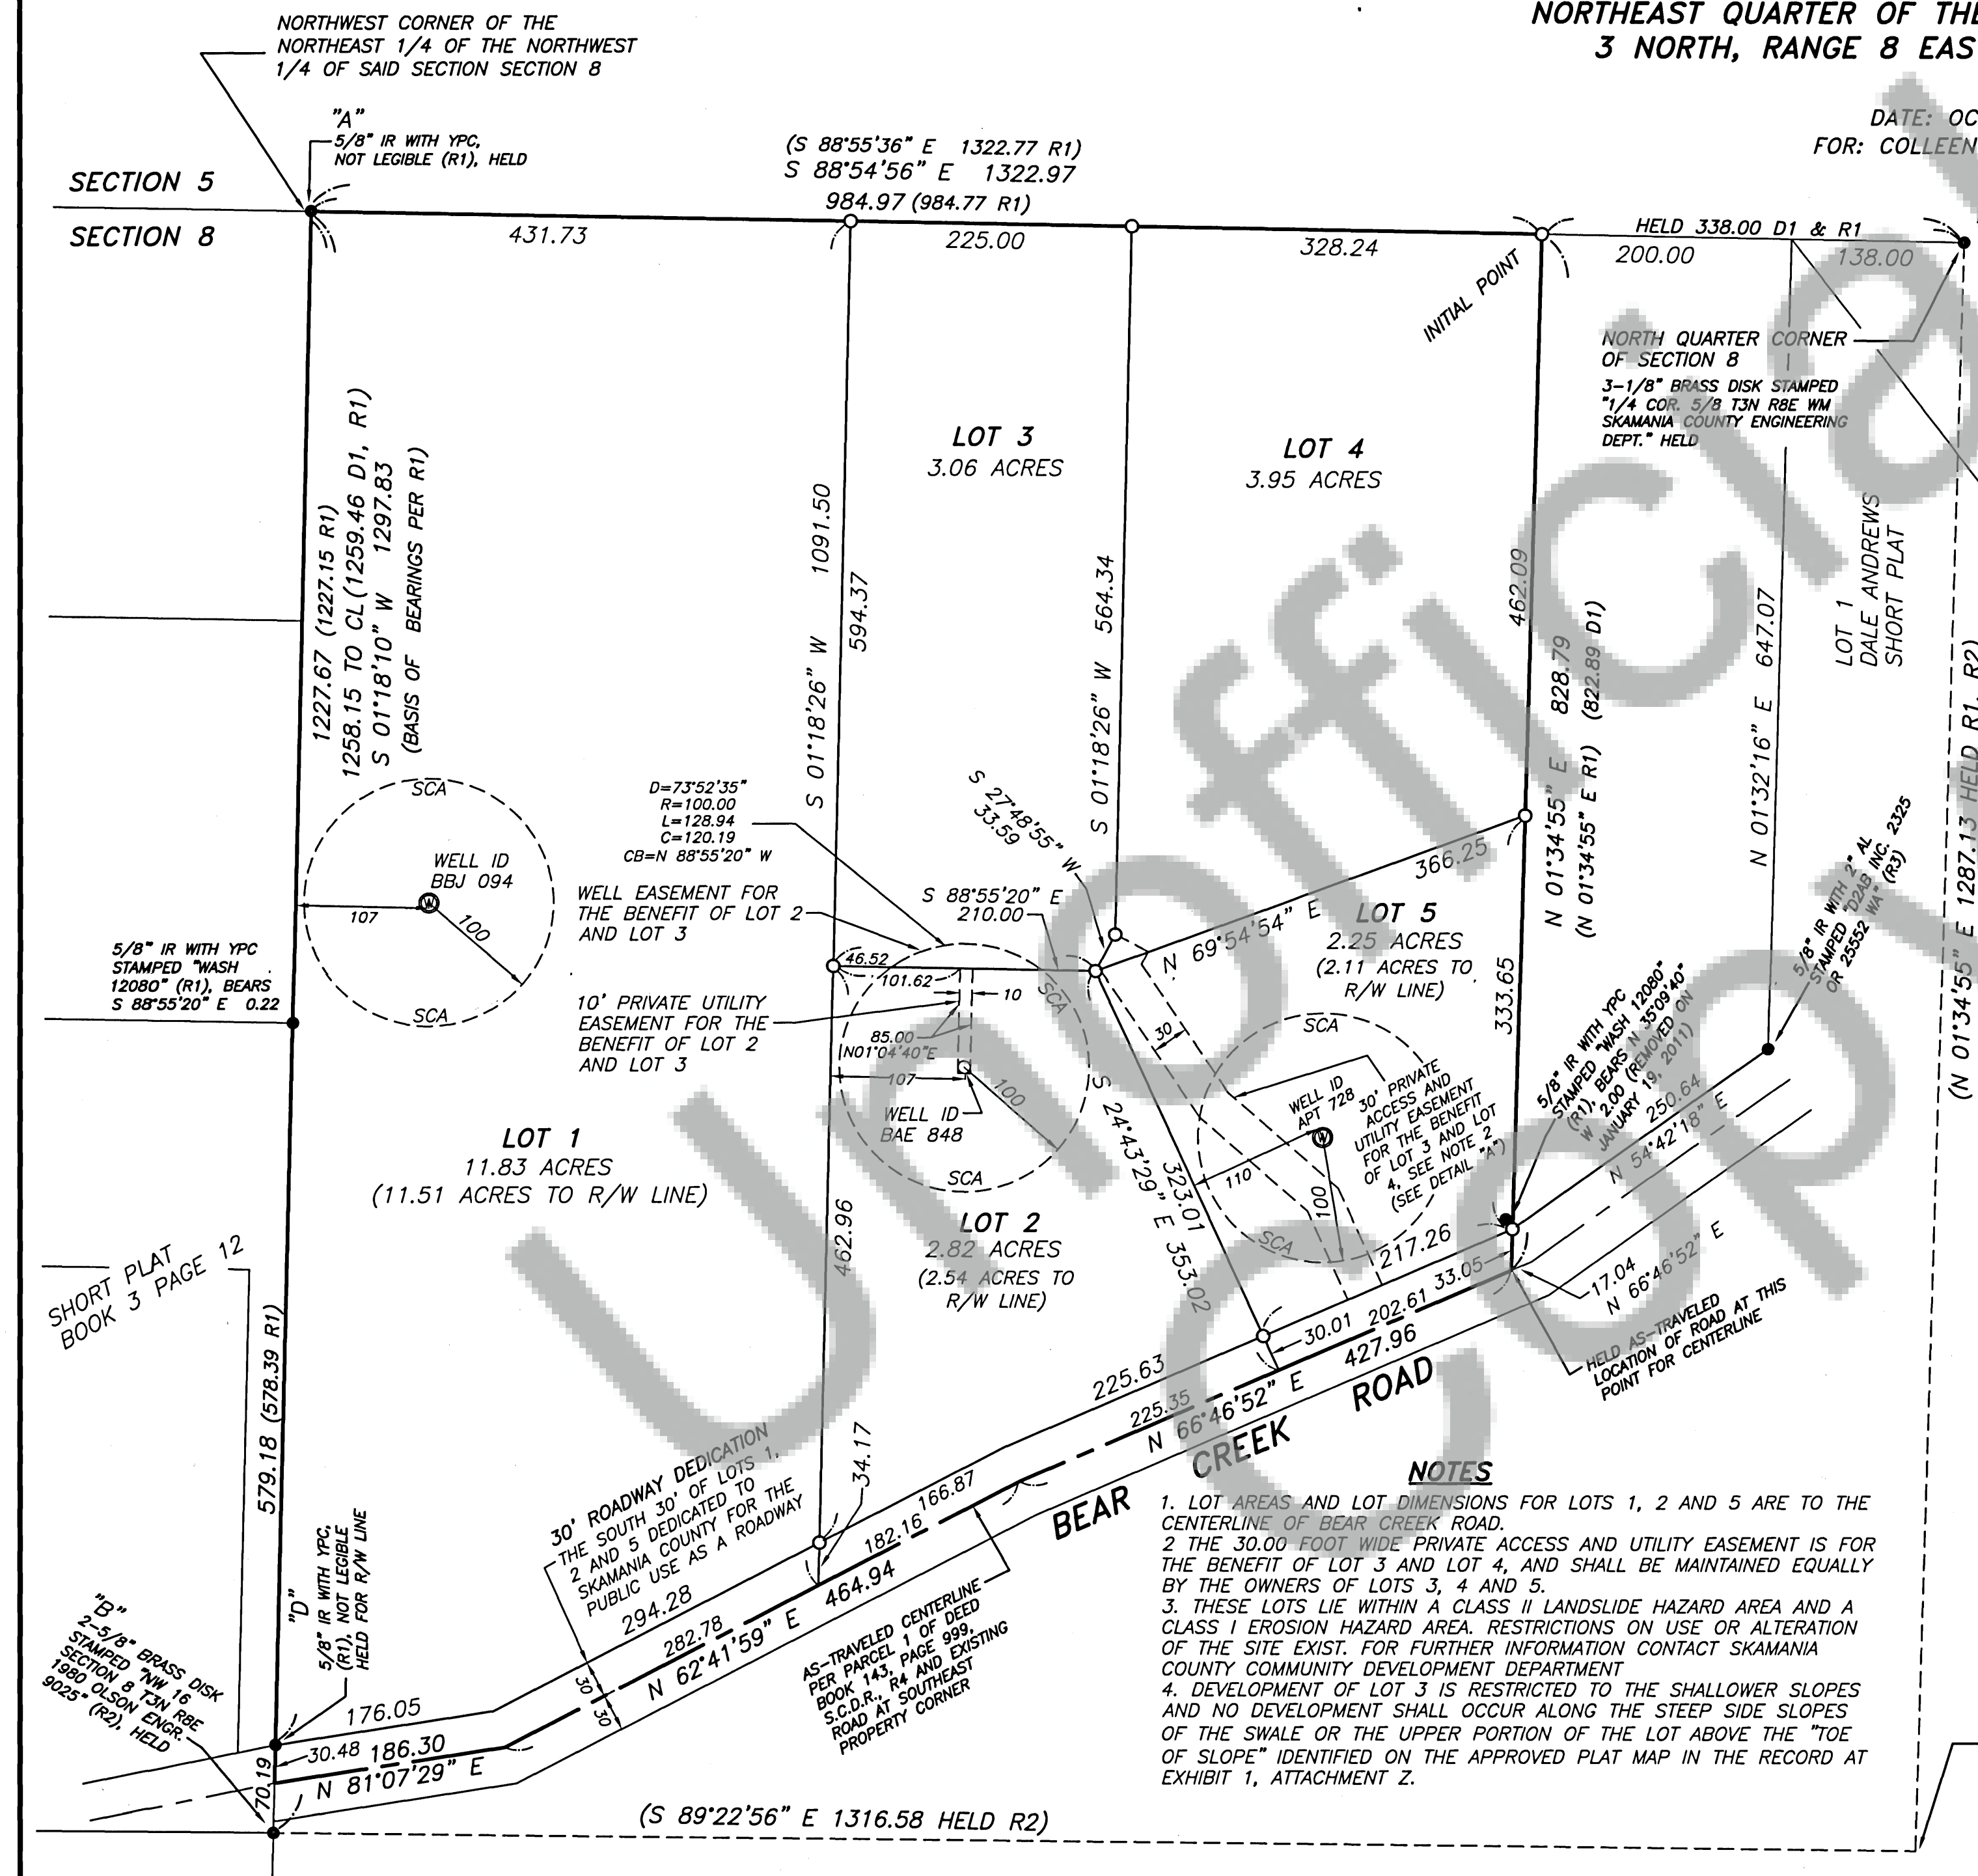 NORTHWEST CORNER OF THE
NORTHEAST 1/4 OF THE NORTHWEST
1/4 OF SAID SECTION SECTION 8
NORTHEAST QUARTER OF THE
3 NORTH, RANGE 8 EAS
DATE: OC
FOR: COLLEEN
"A"
5/8" IR WITH YPC,
NOT LEGIBLE (R1), HELD
(S 88°55'36" E 1322.77 R1)
S 88°54'56" E 1322.97
984.97 (984.77 R1)
SECTION 5
SECTION 8
431.73
225.00
328.24
HELD 338.00 D1 & R1
200.00
138.00
INITIAL POINT
NORTH QUARTER CORNER
OF SECTION 8
3-1/8" BRASS DISK STAMPED
"1/4 COR. 5/8 T3N R8E WM
SKAMANIA COUNTY ENGINEERING
DEPT." HELD
LOT 3
3.06 ACRES
LOT 4
3.95 ACRES
1227.67 (1227.15 R1)
1258.15 TO CL (1259.46 D1, R1)
S 01°18'10" W 1297.83
(BASIS OF BEARINGS PER R1)
S 01°18'26" W 1091.50
594.37
S 01°18'26" W 564.34
462.09
N 01°34'55" E 828.79
(N 01°34'55" E R1) (822.89 D1)
N 01°32'16" E 647.07
LOT 1
DALE ANDREWS
SHORT PLAT
(N 01°34'55" E 1287.13 HELD R1, R2)
SCA
WELL ID
BBJ 094
107
100
SCA
D=73°52'35"
R=100.00
L=128.94
C=120.19
CB=N 88°55'20" W
S 27°48'55" W
33.59
WELL EASEMENT FOR
THE BENEFIT OF LOT 2
AND LOT 3
S 88°55'20" E
210.00
N 69°54'54" E
366.25
LOT 5
2.25 ACRES
(2.11 ACRES TO
R/W LINE)
5/8" IR WITH 2" AL
STAMPED "D2AB INC. 2325
OR 25552 WA" (R3)
5/8" IR WITH YPC
STAMPED "WASH
12080" (R1), BEARS
S 88°55'20" E 0.22
46.52
101.62
10
SCA
10' PRIVATE UTILITY
EASEMENT FOR THE
BENEFIT OF LOT 2
AND LOT 3
85.00
N01°04'40"E
107
100
WELL ID
BAE 848
SCA
30
SCA
333.65
WELL ID
APT 728
110
100
SCA
30' PRIVATE
ACCESS AND
UTILITY EASEMENT
FOR THE BENEFIT
OF LOT 3 AND LOT
4, SEE NOTE 2
(SEE DETAIL "A")
5/8" IR WITH YPC
STAMPED "WASH 12080"
(R1), BEARS N 35°09'40"
W 2.00 (REMOVED ON
JANUARY 19, 2011)
250.64
N 54°42'18" E
LOT 1
11.83 ACRES
(11.51 ACRES TO R/W LINE)
LOT 2
2.82 ACRES
(2.54 ACRES TO
R/W LINE)
462.96
323.01
S 24°43'29" E 353.02
217.26
33.05
17.04
N 66°46'52" E
HELD AS-TRAVELED
LOCATION OF ROAD AT THIS
POINT FOR CENTERLINE
SHORT PLAT
BOOK 3 PAGE 12
579.18 (578.39 R1)
30.01
202.61
427.96
225.63
225.35
N 66°46'52" E
BEAR CREEK ROAD
34.17
166.87
182.16
464.94
30' ROADWAY DEDICATION
THE SOUTH 30' OF LOTS 1,
2 AND 5 DEDICATED TO
SKAMANIA COUNTY FOR THE
PUBLIC USE AS A ROADWAY
294.28
282.78
N 62°41'59" E
30
30
AS-TRAVELED CENTERLINE
PER PARCEL 1 OF DEED
BOOK 143, PAGE 999,
S.C.D.R., R4 AND EXISTING
ROAD AT SOUTHEAST
PROPERTY CORNER
"D"
5/8" IR WITH YPC,
(R1), NOT LEGIBLE
HELD FOR R/W LINE
"B"
2-5/8" BRASS DISK
STAMPED "NW 16
SECTION 8 T3N R8E
1980 OLSON ENGR.
9025" (R2), HELD
176.05
30.48
186.30
N 81°07'29" E
70.19
(S 89°22'56" E 1316.58 HELD R2)
NOTES
1. LOT AREAS AND LOT DIMENSIONS FOR LOTS 1, 2 AND 5 ARE TO THE
CENTERLINE OF BEAR CREEK ROAD.
2 THE 30.00 FOOT WIDE PRIVATE ACCESS AND UTILITY EASEMENT IS FOR
THE BENEFIT OF LOT 3 AND LOT 4, AND SHALL BE MAINTAINED EQUALLY
BY THE OWNERS OF LOTS 3, 4 AND 5.
3. THESE LOTS LIE WITHIN A CLASS II LANDSLIDE HAZARD AREA AND A
CLASS I EROSION HAZARD AREA. RESTRICTIONS ON USE OR ALTERATION
OF THE SITE EXIST. FOR FURTHER INFORMATION CONTACT SKAMANIA
COUNTY COMMUNITY DEVELOPMENT DEPARTMENT
4. DEVELOPMENT OF LOT 3 IS RESTRICTED TO THE SHALLOWER SLOPES
AND NO DEVELOPMENT SHALL OCCUR ALONG THE STEEP SIDE SLOPES
OF THE SWALE OR THE UPPER PORTION OF THE LOT ABOVE THE "TOE
OF SLOPE" IDENTIFIED ON THE APPROVED PLAT MAP IN THE RECORD AT
EXHIBIT 1, ATTACHMENT Z.
Unofficial
Copy